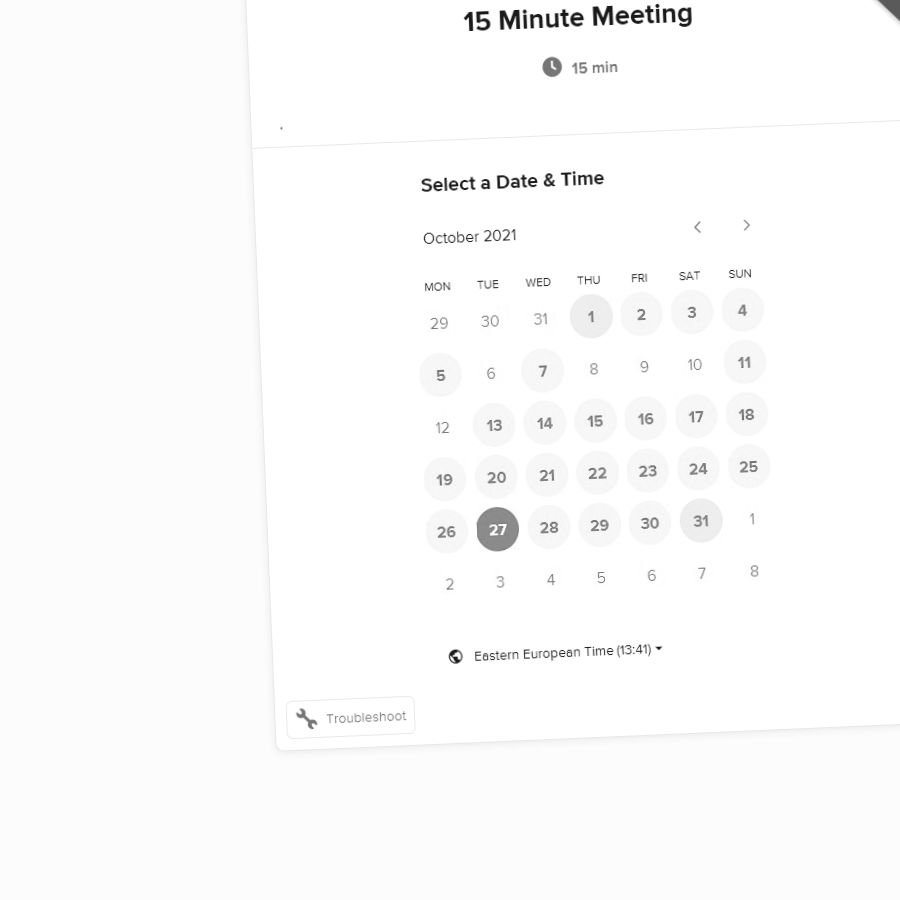 15 Minute Meeting
15 min
Select a Date & Time
October 2021
MON TUE WED THU FRI SAT SUN
29 30 31 1 2 3 4
5 6 7 8 9 10 11
12 13 14 15 16 17 18
19 20 21 22 23 24 25
26 27 28 29 30 31 1
2 3 4 5 6 7 8
Eastern European Time (13:41)
Troubleshoot